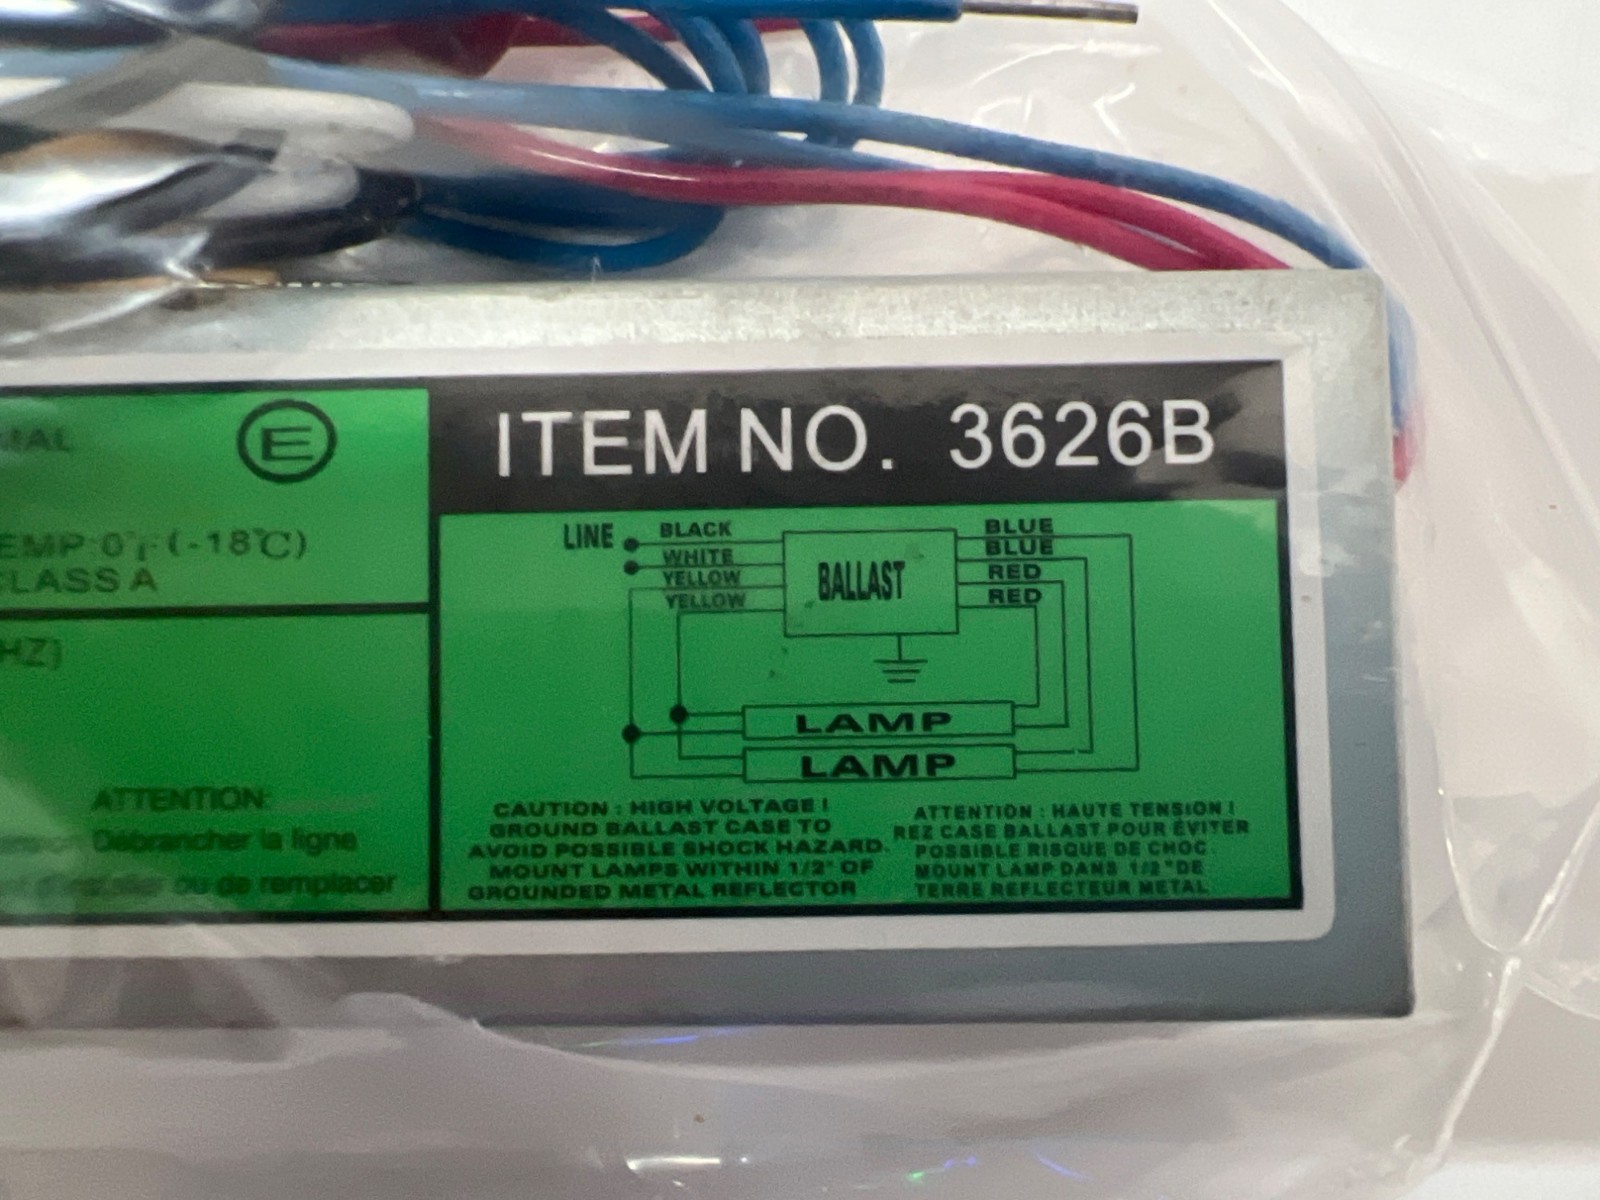 ITEM NO. 3626B
E
EMP:0°F(-18°C)
CLASS A
HZ)
ATTENTION:
Débrancher la ligne
ou de remplacer
LINE
BLACK
WHITE
YELLOW
YELLOW
BALLAST
BLUE
BLUE
RED
RED
LAMP
LAMP
CAUTION : HIGH VOLTAGE !
GROUND BALLAST CASE TO
AVOID POSSIBLE SHOCK HAZARD.
MOUNT LAMPS WITHIN 1/2" OF
GROUNDED METAL REFLECTOR
ATTENTION : HAUTE TENSION !
REZ CASE BALLAST POUR ÉVITER
POSSIBLE RISQUE DE CHOC
MOUNT LAMP DANS 1/2 "DE
TERRE REFLECTEUR METAL